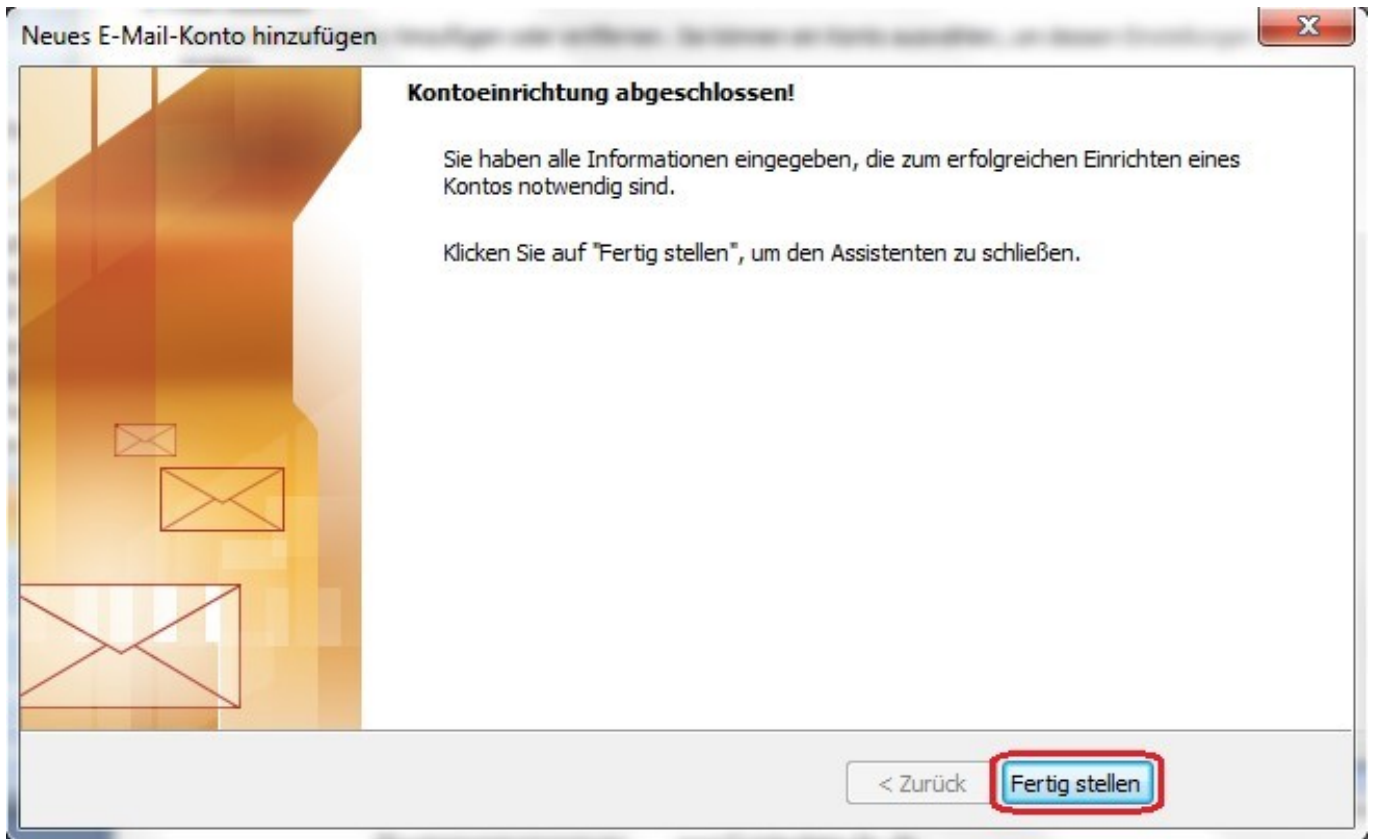 Neues E-Mail-Konto hinzufügen
Kontoeinrichtung abgeschlossen!
Sie haben alle Informationen eingegeben, die zum erfolgreichen Einrichten eines
Kontos notwendig sind.
Klicken Sie auf "Fertig stellen", um den Assistenten zu schließen.
< Zurück Fertig stellen